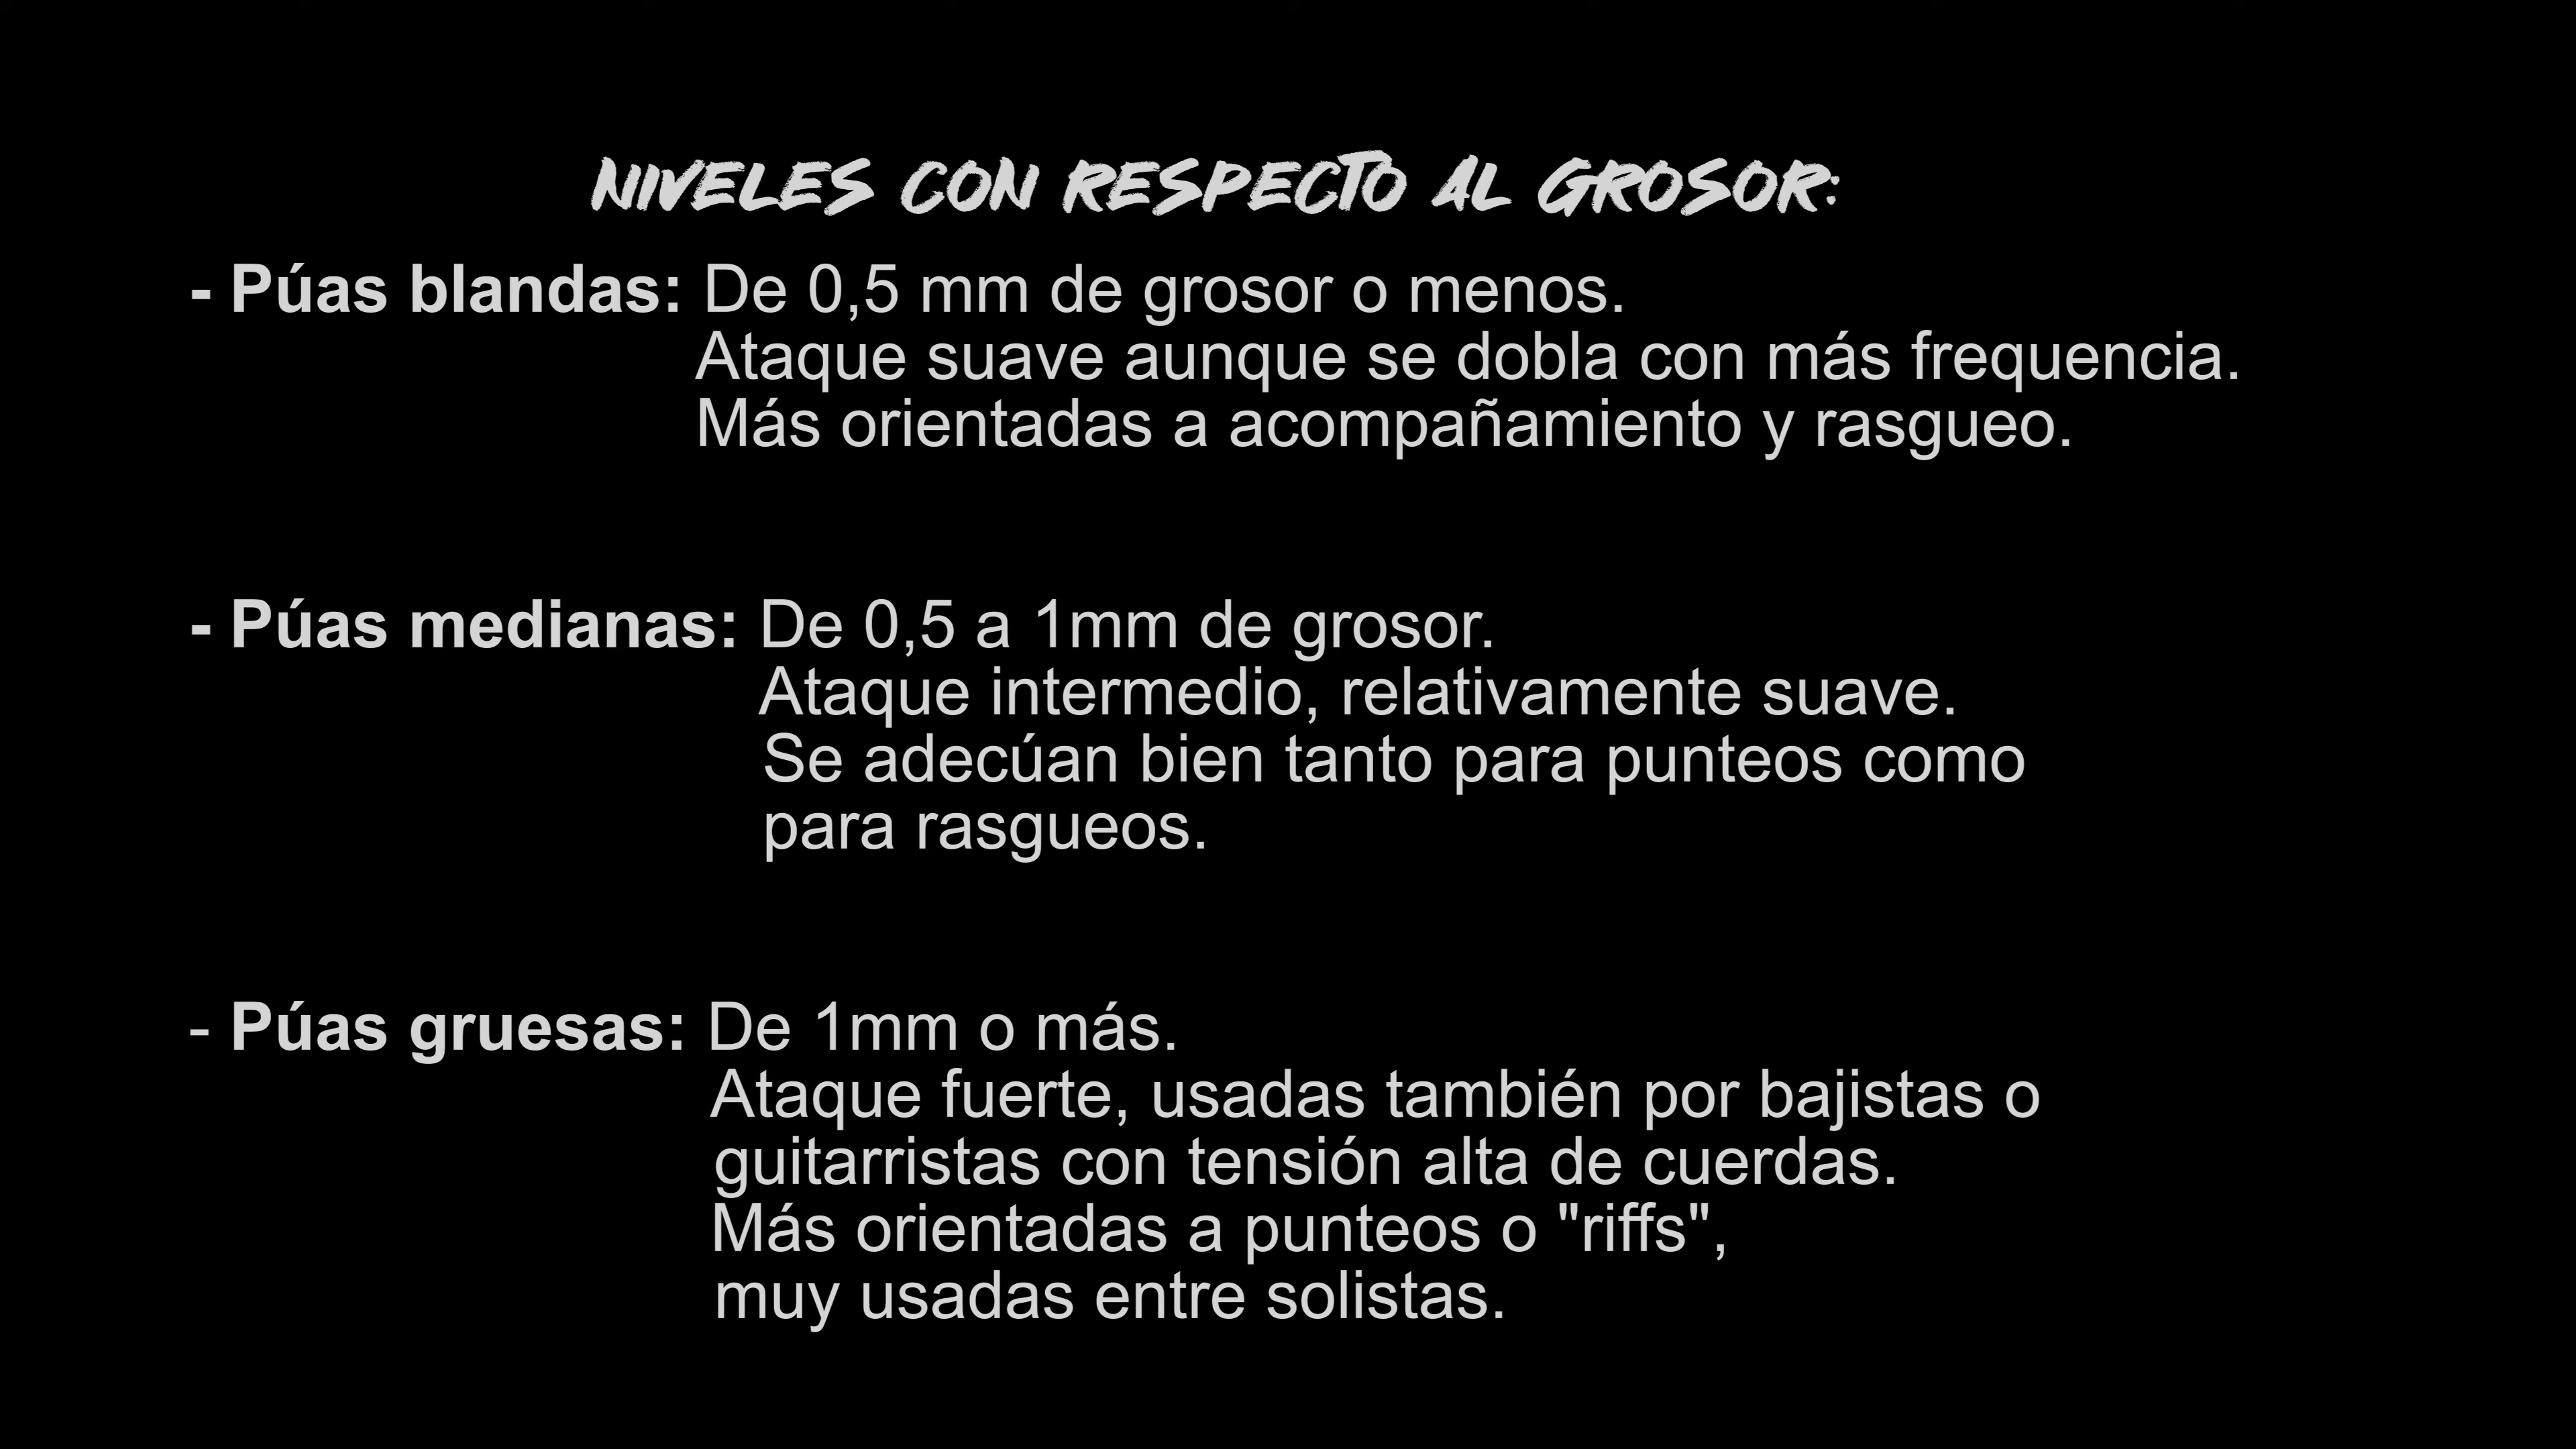 NIVELES CON RESPECTO AL GROSOR:
- Púas blandas: De 0,5 mm de grosor o menos.
Ataque suave aunque se dobla con más frequencia.
Más orientadas a acompañamiento y rasgueo.
- Púas medianas: De 0,5 a 1mm de grosor.
Ataque intermedio, relativamente suave.
Se adecúan bien tanto para punteos como
para rasgueos.
- Púas gruesas: De 1mm o más.
Ataque fuerte, usadas también por bajistas o
guitarristas con tensión alta de cuerdas.
Más orientadas a punteos o "riffs",
muy usadas entre solistas.